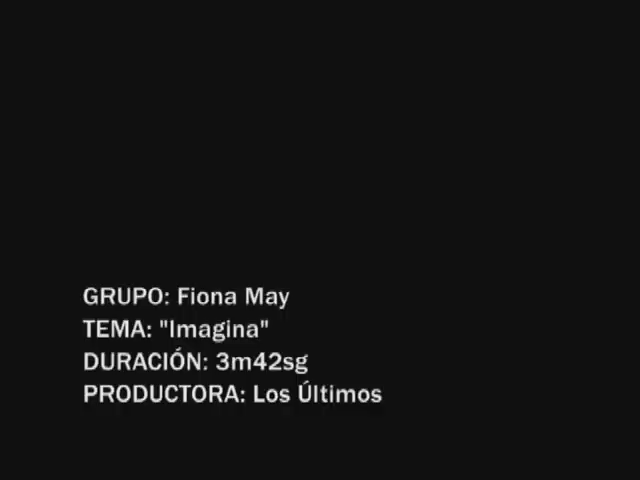 GRUPO: Fiona May
TEMA: "Imagina"
DURACIÓN: 3m42sg
PRODUCTORA: Los Últimos